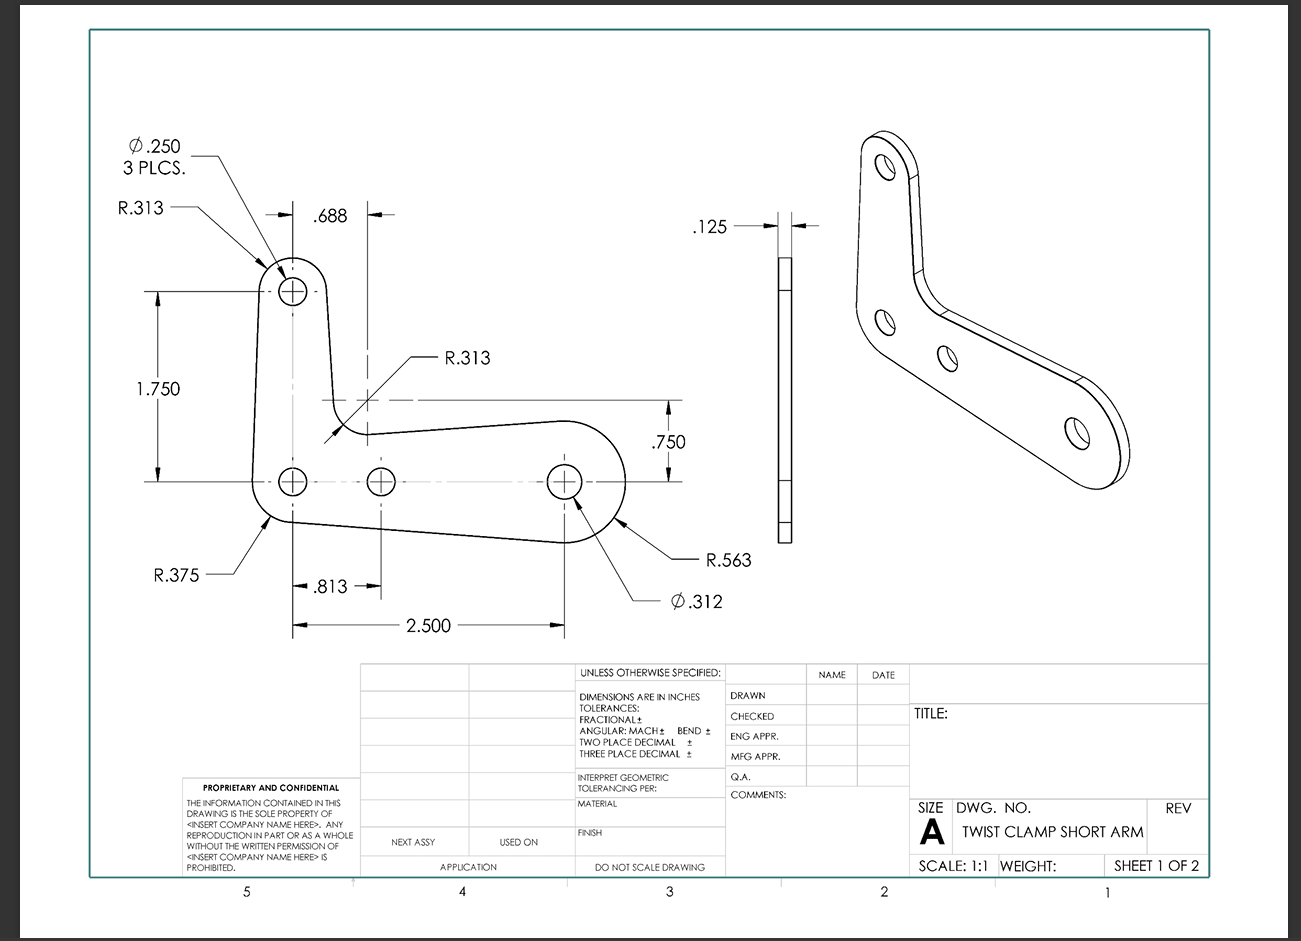 Ø.250
3 PLCS.
R.313
.688
.125
R.313
1.750
.750
R.563
R.375
.813
Ø.312
2.500
UNLESS OTHERWISE SPECIFIED:
DIMENSIONS ARE IN INCHES
TOLERANCES:
FRACTIONAL±
ANGULAR: MACH± BEND ±
TWO PLACE DECIMAL ±
THREE PLACE DECIMAL ±
INTERPRET GEOMETRIC
TOLERANCING PER:
MATERIAL
FINISH
DO NOT SCALE DRAWING
NAME DATE
DRAWN
CHECKED
ENG APPR.
MFG APPR.
Q.A.
COMMENTS:
TITLE:
SIZE DWG. NO. REV
A TWIST CLAMP SHORT ARM
SCALE: 1:1 WEIGHT: SHEET 1 OF 2
PROPRIETARY AND CONFIDENTIAL
THE INFORMATION CONTAINED IN THIS
DRAWING IS THE SOLE PROPERTY OF
<INSERT COMPANY NAME HERE>. ANY
REPRODUCTION IN PART OR AS A WHOLE
WITHOUT THE WRITTEN PERMISSION OF
<INSERT COMPANY NAME HERE> IS
PROHIBITED.
NEXT ASSY USED ON
APPLICATION
5 4 3 2 1